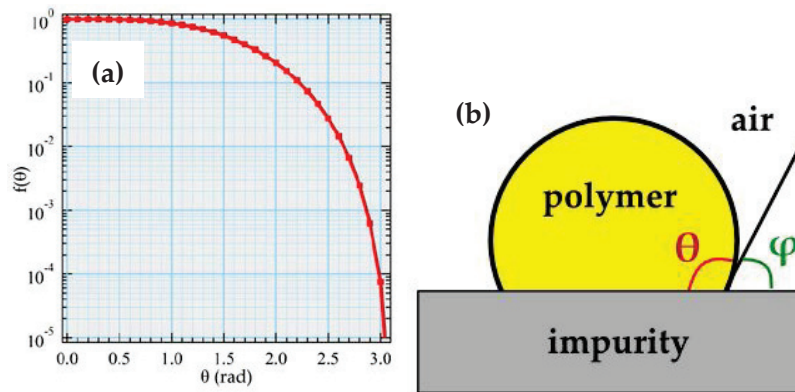 (a)
f(θ)
10⁰
10⁻¹
10⁻²
10⁻³
10⁻⁴
10⁻⁵
0.0 0.5 1.0 1.5 2.0 2.5 3.0
θ (rad)
(b)
air
polymer
θ φ
impurity